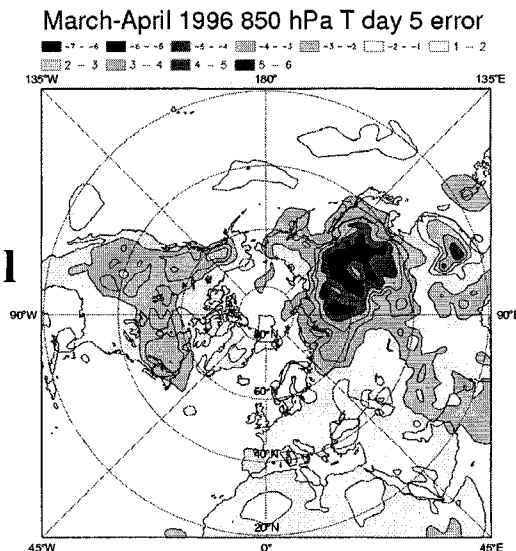 March-April 1996 850 hPa T day 5 error
-7 - -6 -6 - -5 -5 - -4 -4 - -3 -3 - -2 -2 - -1 1 - 2
2 - 3 3 - 4 4 - 5 5 - 6
135°W 180° 135°E
l
90°W 80°N 90°E
60°N
40°N
20°N
45°W 0° 45°E